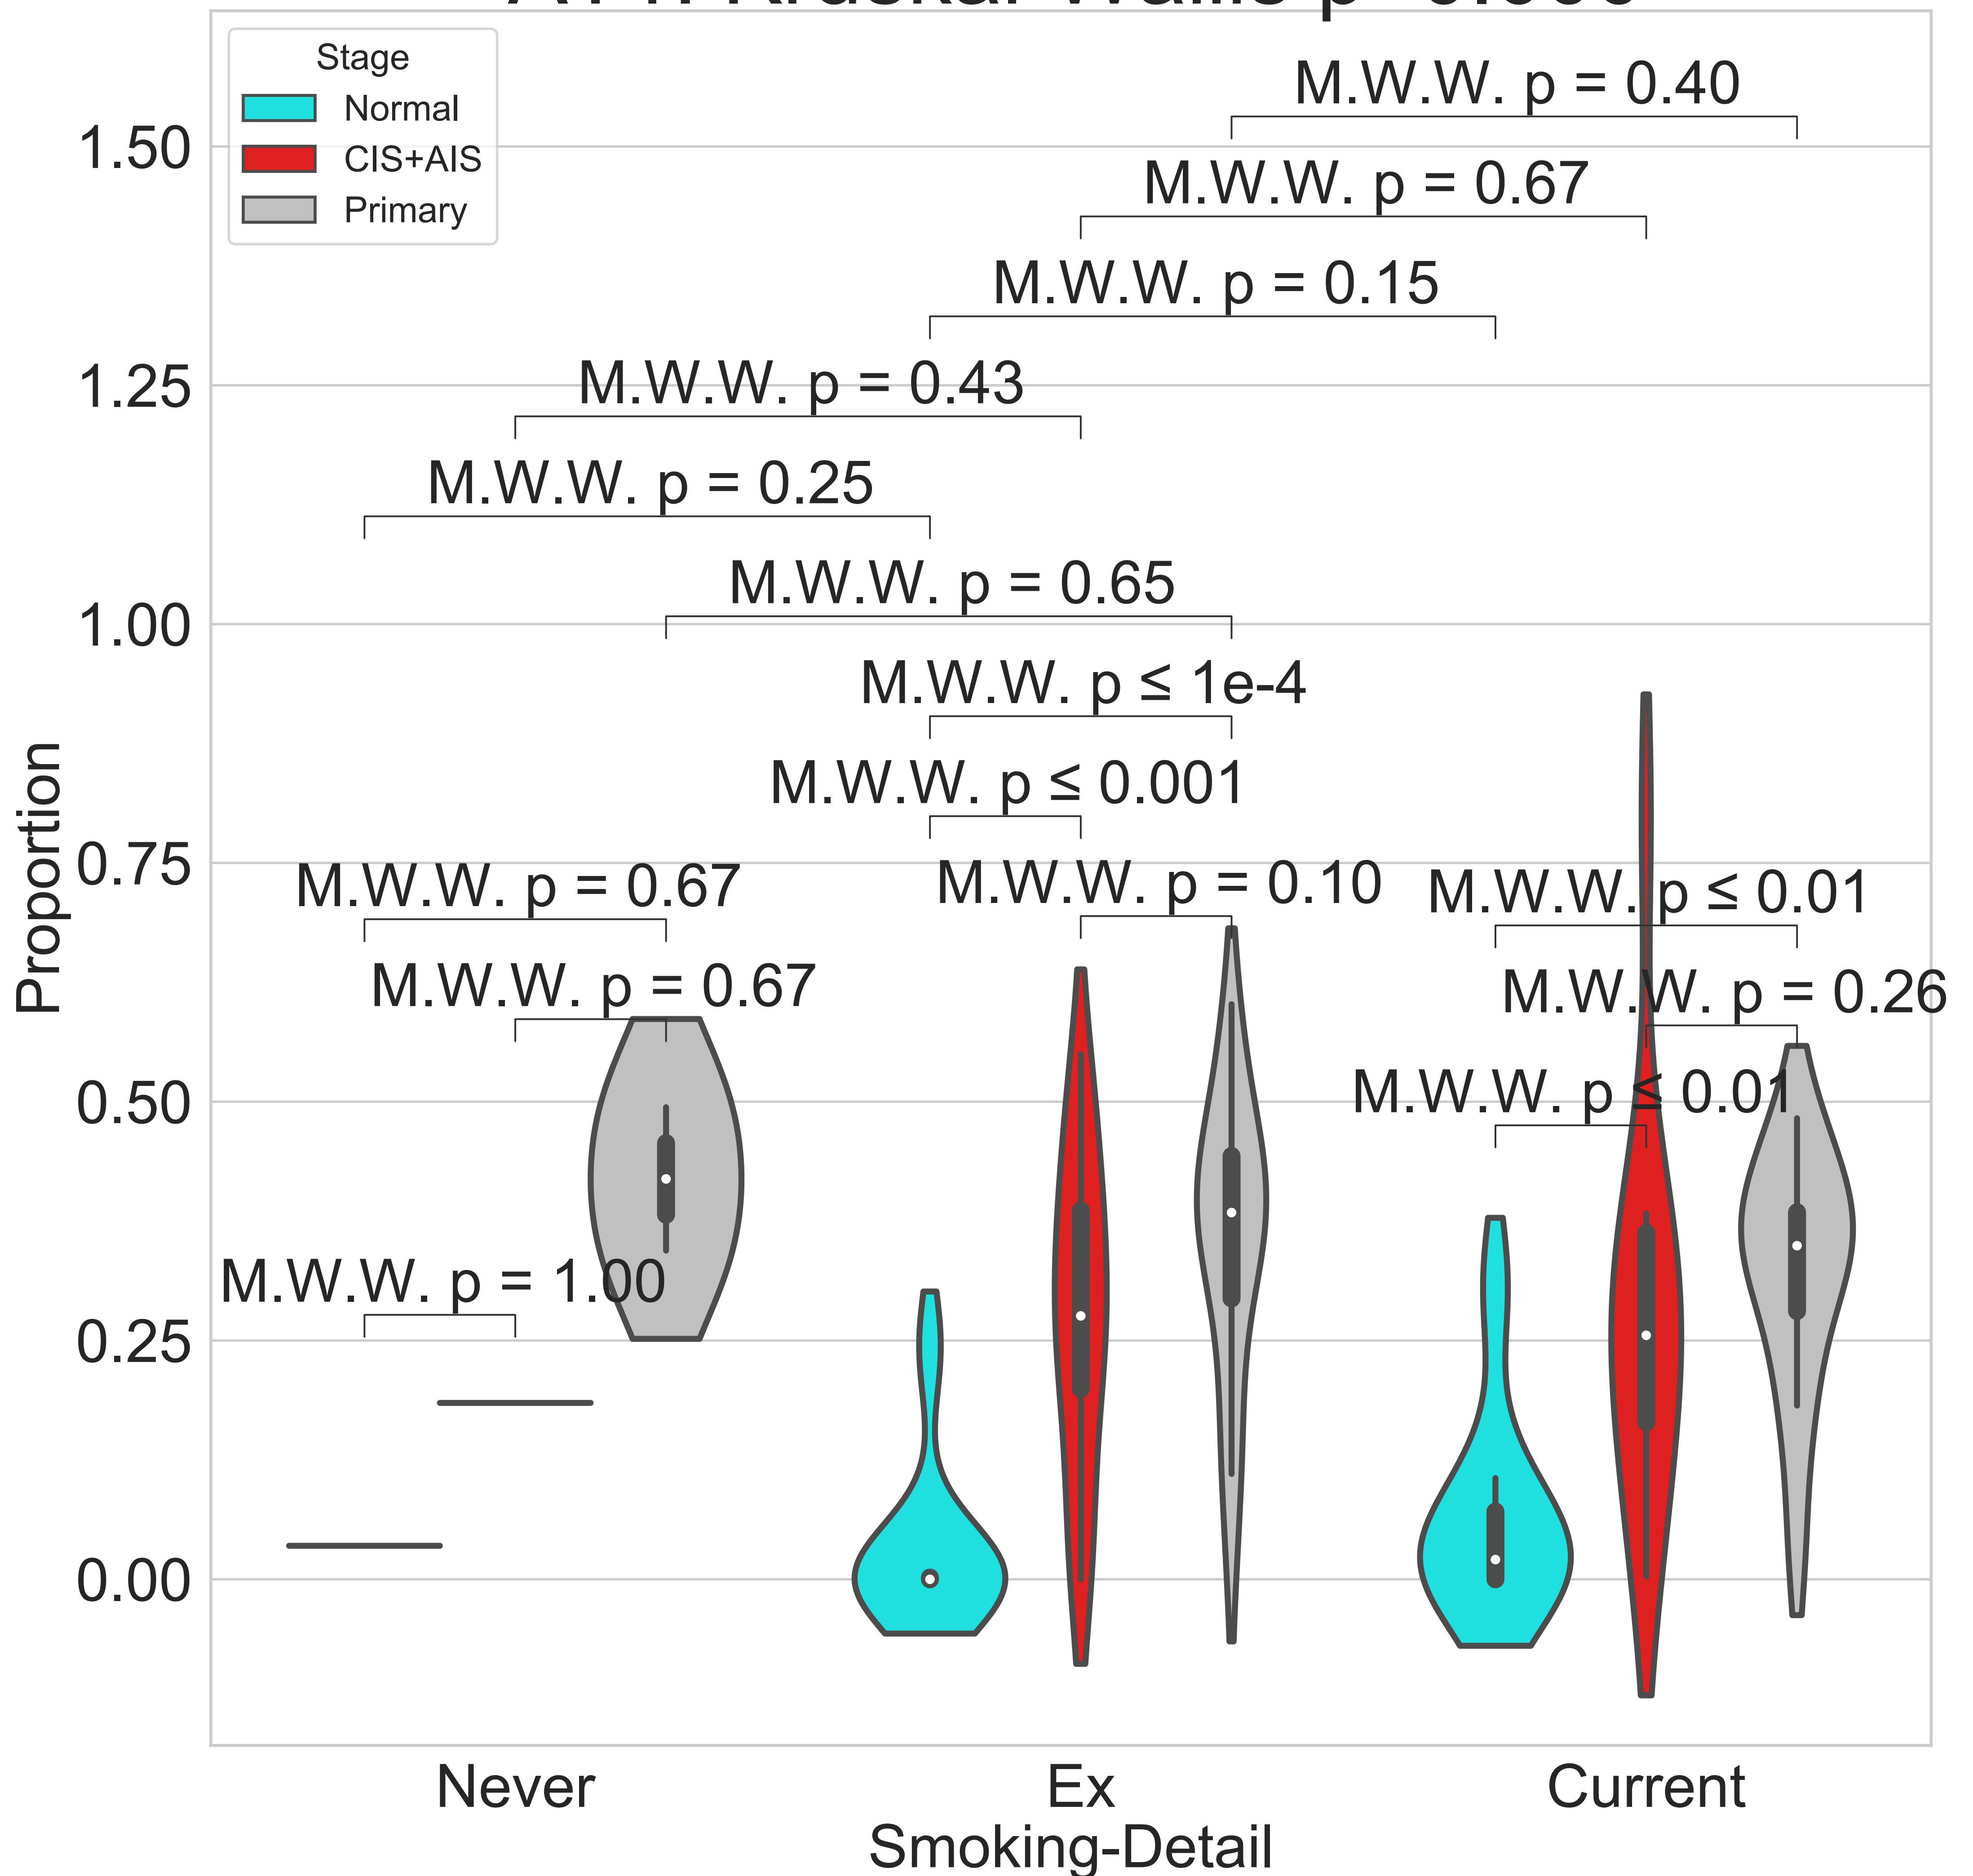 Stage
Normal
CIS+AIS
Primary
M.W.W. p = 0.40
M.W.W. p = 0.67
M.W.W. p = 0.15
M.W.W. p = 0.43
M.W.W. p = 0.25
M.W.W. p = 0.65
M.W.W. p ≤ 1e-4
M.W.W. p ≤ 0.001
M.W.W. p = 0.67
M.W.W. p = 0.10
M.W.W. p ≤ 0.01
M.W.W. p = 0.67
M.W.W. p = 0.26
M.W.W. p ≤ 0.01
M.W.W. p = 1.00
1.50
1.25
1.00
0.75
0.50
0.25
0.00
Proportion
Never
Ex
Current
Smoking-Detail